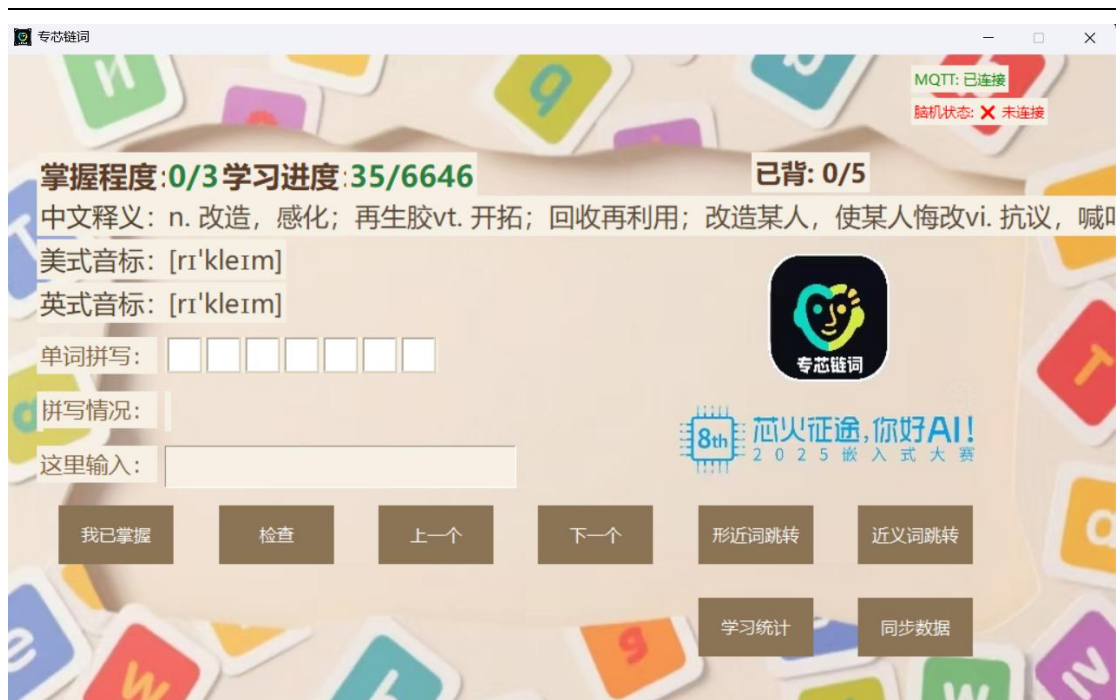 专芯链词
MQTT: 已连接
脑机状态: ❌ 未连接
掌握程度:0/3学习进度:35/6646
已背: 0/5
中文释义：n. 改造，感化；再生胶vt. 开拓；回收再利用；改造某人，使某人悔改vi. 抗议，喊
美式音标：[rɪ'kleɪm]
英式音标：[rɪ'kleɪm]
单词拼写：
专芯链词
拼写情况：
8th 芯火征途,你好AI!
2025嵌入式大赛
这里输入：
我已掌握 检查 上一个 下一个 形近词跳转 近义词跳转
学习统计 同步数据